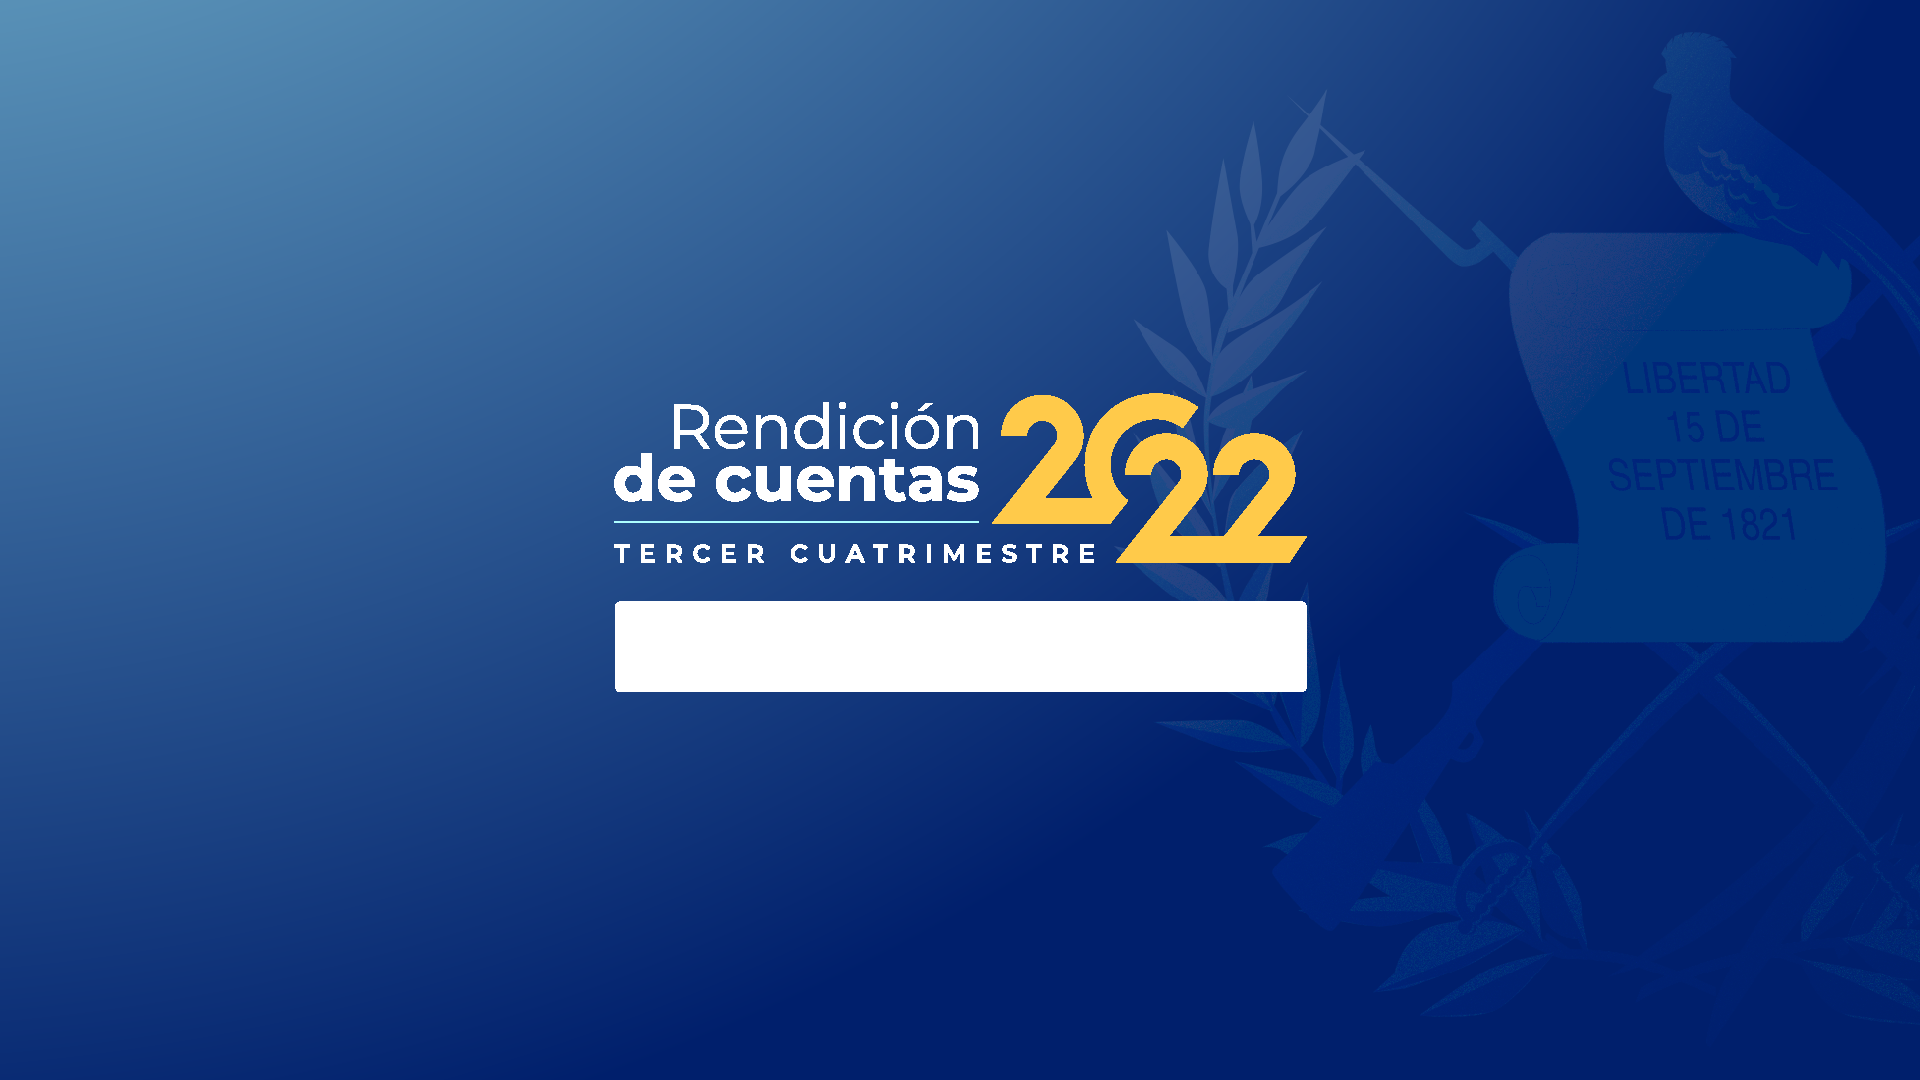 Rendición
de cuentas 2022
TERCER CUATRIMESTRE
LIBERTAD
15 DE
SEPTIEMBRE
DE 1821